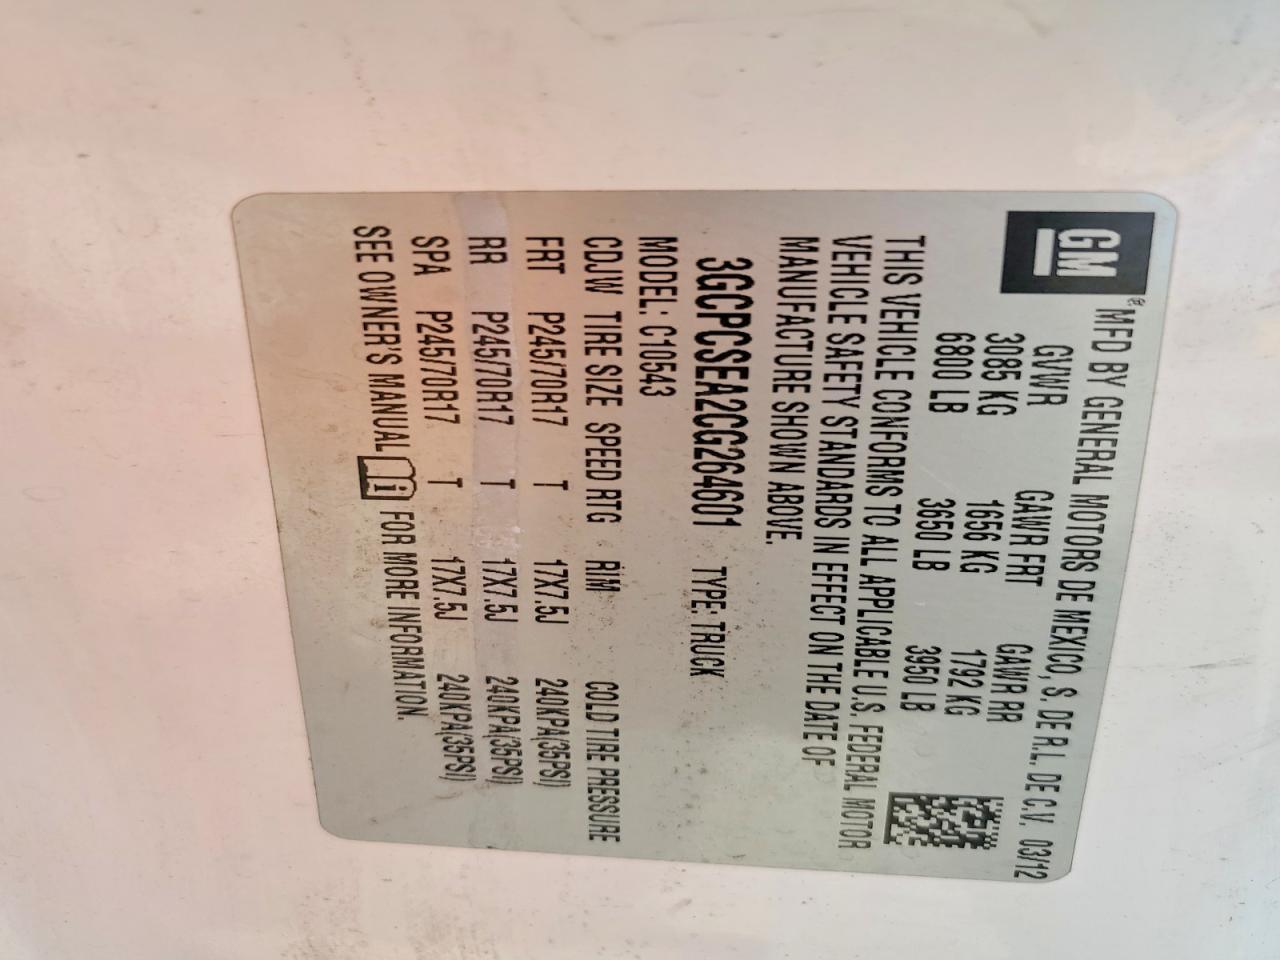 GM® MFD BY GENERAL MOTORS DE MEXICO, S. DE R.L. DE C.V. 03/12
GVWR GAWR FRT GAWR RR
3085 KG 1656 KG 1792 KG
6800 LB 3650 LB 3950 LB
THIS VEHICLE CONFORMS TO ALL APPLICABLE U.S. FEDERAL MOTOR
VEHICLE SAFETY STANDARDS IN EFFECT ON THE DATE OF
MANUFACTURE SHOWN ABOVE.
3GCPCSEA2CG264601 TYPE: TRUCK
MODEL: C10543
CDJW TIRE SIZE SPEED RTG RIM COLD TIRE PRESSURE
FRT P245/70R17 T 17X7.5J 240KPA(35PSI)
RR P245/70R17 T 17X7.5J 240KPA(35PSI)
SPA P245/70R17 T 17X7.5J 240KPA(35PSI)
SEE OWNER'S MANUAL i FOR MORE INFORMATION.